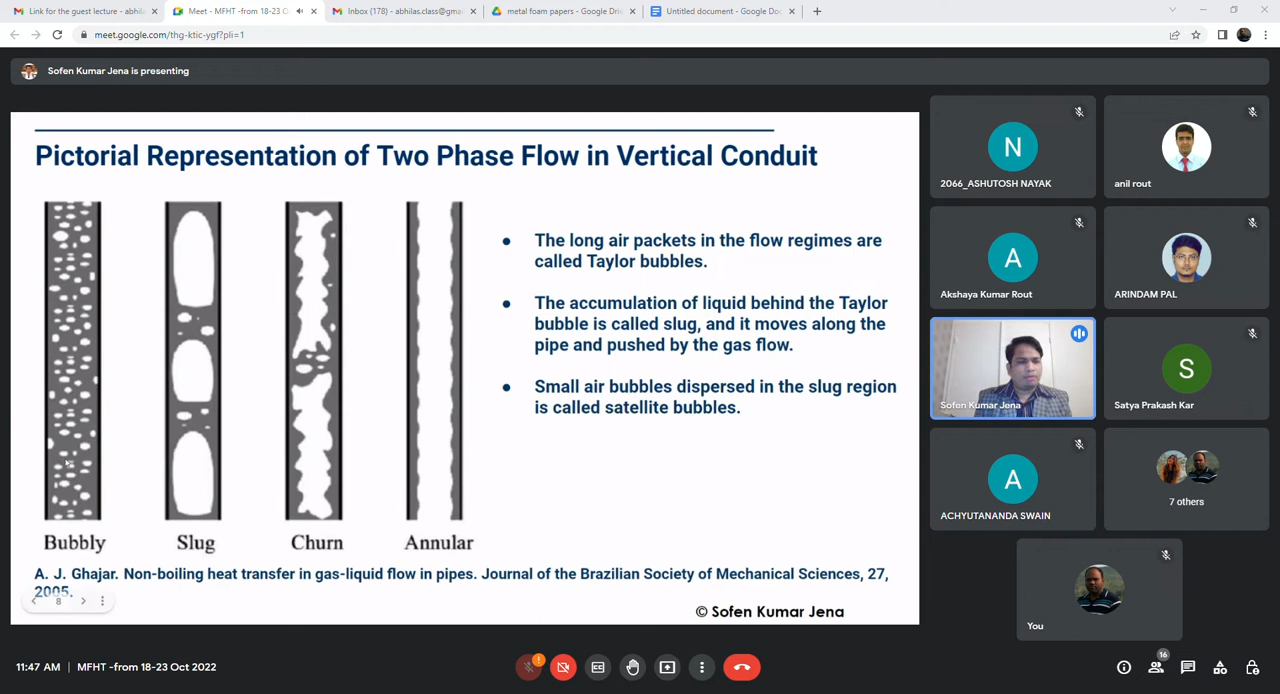 Link for the guest lecture - abhila
Meet - MFHT -from 18-23 O
Inbox (178) - abhilas.class@gma
metal foam papers - Google Dri
Untitled document - Google Doc
meet.google.com/thg-ktic-ygf?pli=1
Sofen Kumar Jena is presenting
Pictorial Representation of Two Phase Flow in Vertical Conduit
• The long air packets in the flow regimes are
called Taylor bubbles.
• The accumulation of liquid behind the Taylor
bubble is called slug, and it moves along the
pipe and pushed by the gas flow.
• Small air bubbles dispersed in the slug region
is called satellite bubbles.
Bubbly
Slug
Churn
Annular
A. J. Ghajar. Non-boiling heat transfer in gas-liquid flow in pipes. Journal of the Brazilian Society of Mechanical Sciences, 27,
2005.
8
© Sofen Kumar Jena
N
2066_ASHUTOSH NAYAK
anil rout
A
Akshaya Kumar Rout
ARINDAM PAL
Sofen Kumar Jena
S
Satya Prakash Kar
A
ACHYUTANANDA SWAIN
7 others
You
11:47 AM | MFHT -from 18-23 Oct 2022
16